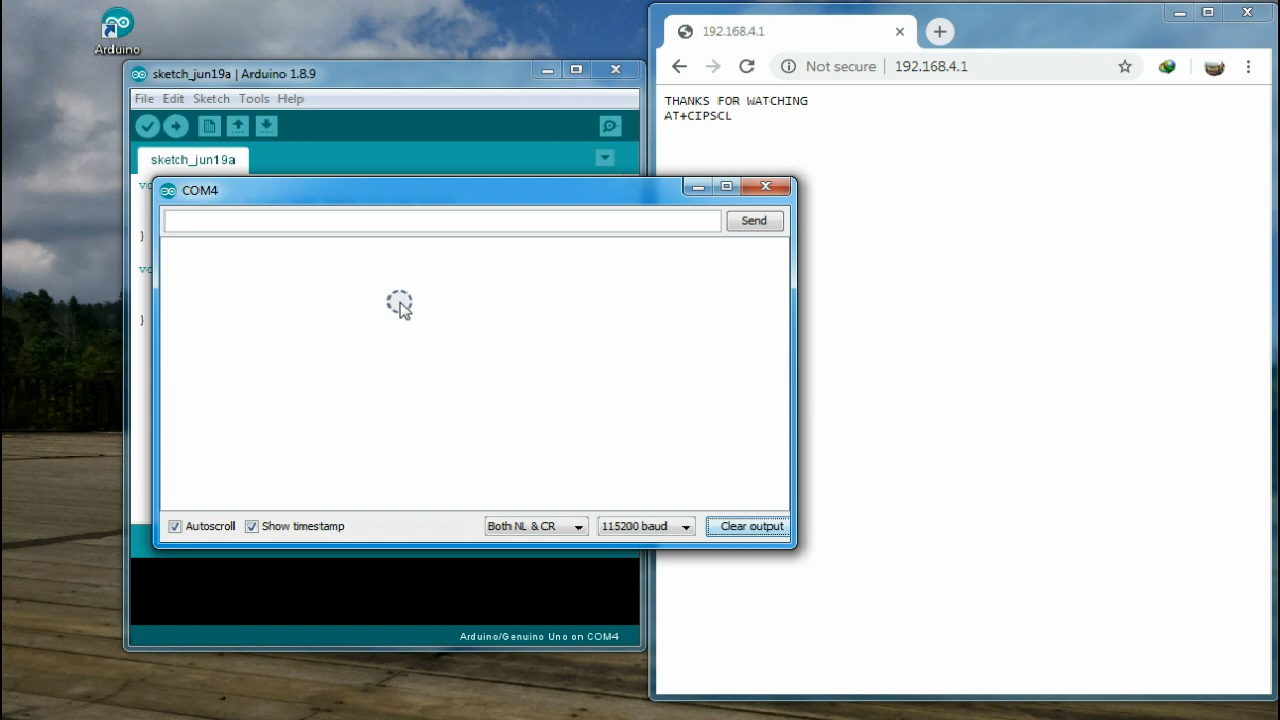 Arduino
sketch_jun19a | Arduino 1.8.9
File Edit Sketch Tools Help
sketch_jun19a
vo
}
vo
}
COM4
Send
Autoscroll
Show timestamp
Both NL & CR
115200 baud
Clear output
Arduino/Genuino Uno on COM4
192.168.4.1
Not secure | 192.168.4.1
THANKS FOR WATCHING
AT+CIPSCL